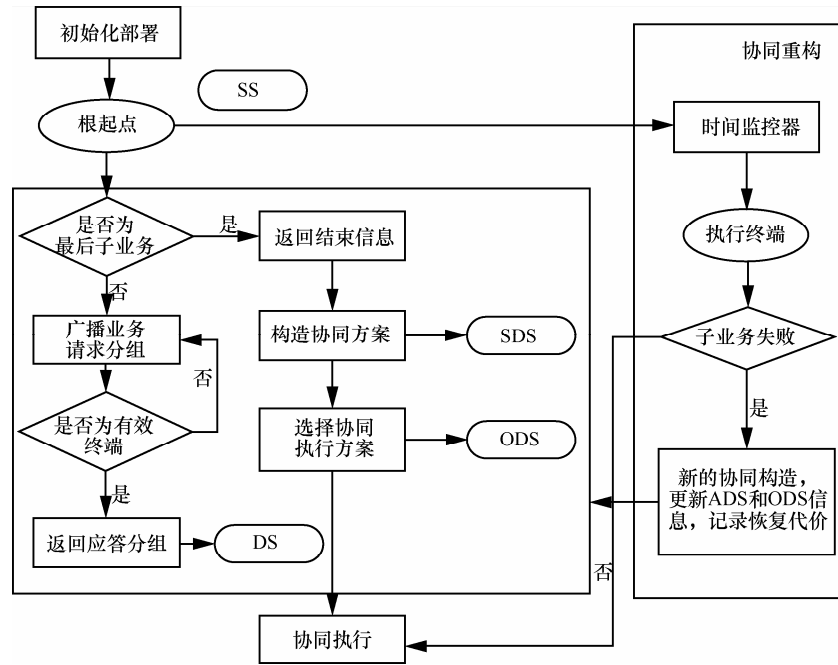 初始化部署
协同重构
SS
根起点
时间监控器
是否为
最后子业务
是
返回结束信息
执行终端
否
广播业务
请求分组
构造协同方案
SDS
子业务失败
否
是否为有效
终端
选择协同
执行方案
ODS
是
新的协同构造，
更新ADS和ODS信
息，记录恢复代价
是
返回应答分组
DS
否
协同执行